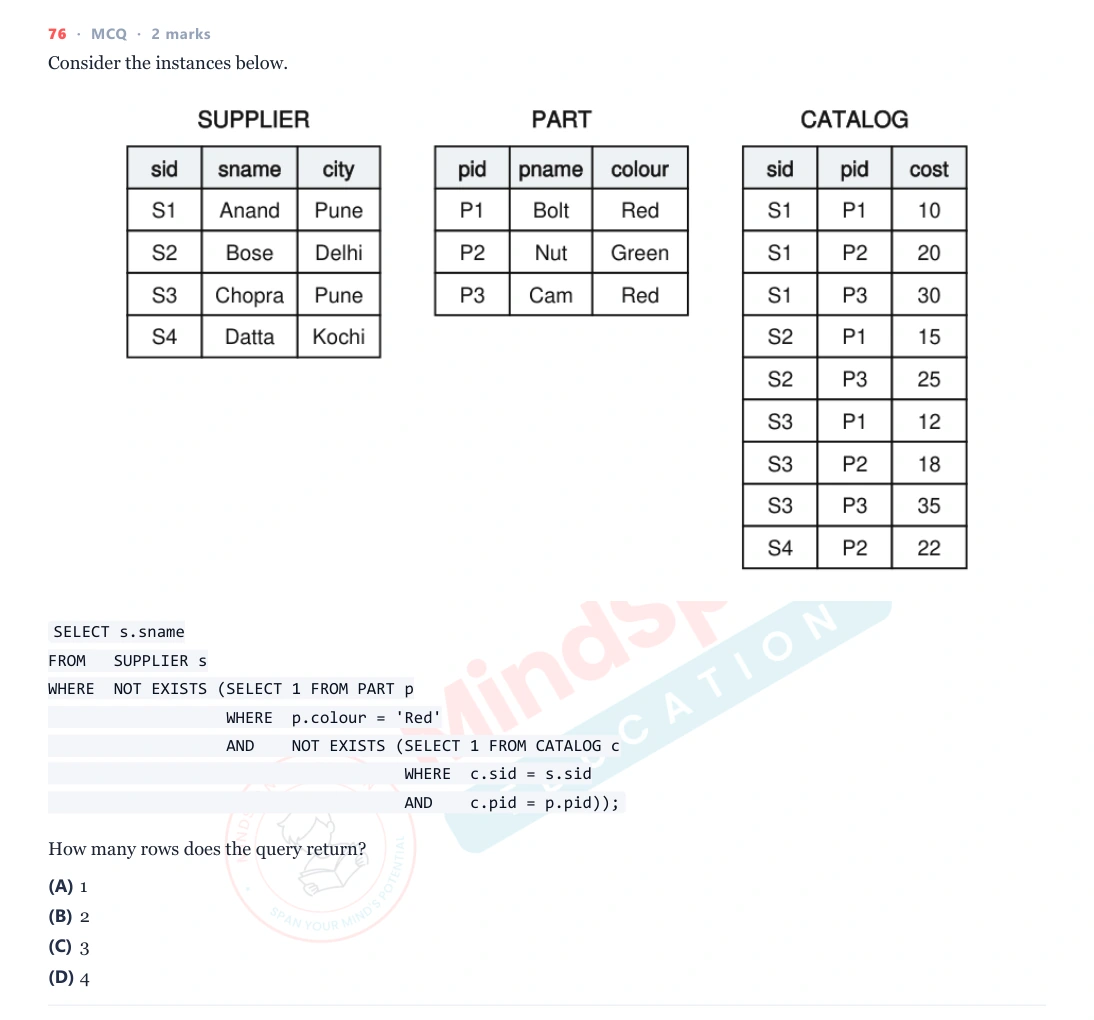 76 · MCQ · 2 marks
Consider the instances below.
SUPPLIER
sid sname city
S1 Anand Pune
S2 Bose Delhi
S3 Chopra Pune
S4 Datta Kochi
PART
pid pname colour
P1 Bolt Red
P2 Nut Green
P3 Cam Red
CATALOG
sid pid cost
S1 P1 10
S1 P2 20
S1 P3 30
S2 P1 15
S2 P3 25
S3 P1 12
S3 P2 18
S3 P3 35
S4 P2 22
SELECT s.sname
FROM SUPPLIER s
WHERE NOT EXISTS (SELECT 1 FROM PART p
WHERE p.colour = 'Red'
AND NOT EXISTS (SELECT 1 FROM CATALOG c
WHERE c.sid = s.sid
AND c.pid = p.pid));
How many rows does the query return?
(A) 1
(B) 2
(C) 3
(D) 4
SPAN YOUR MIND'S POTENTIAL